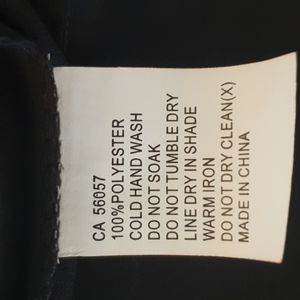 CA 56057
100%POLYESTER
COLD HAND WASH
DO NOT SOAK
DO NOT TUMBLE DRY
LINE DRY IN SHADE
WARM IRON
DO NOT DRY CLEAN(X)
MADE IN CHINA